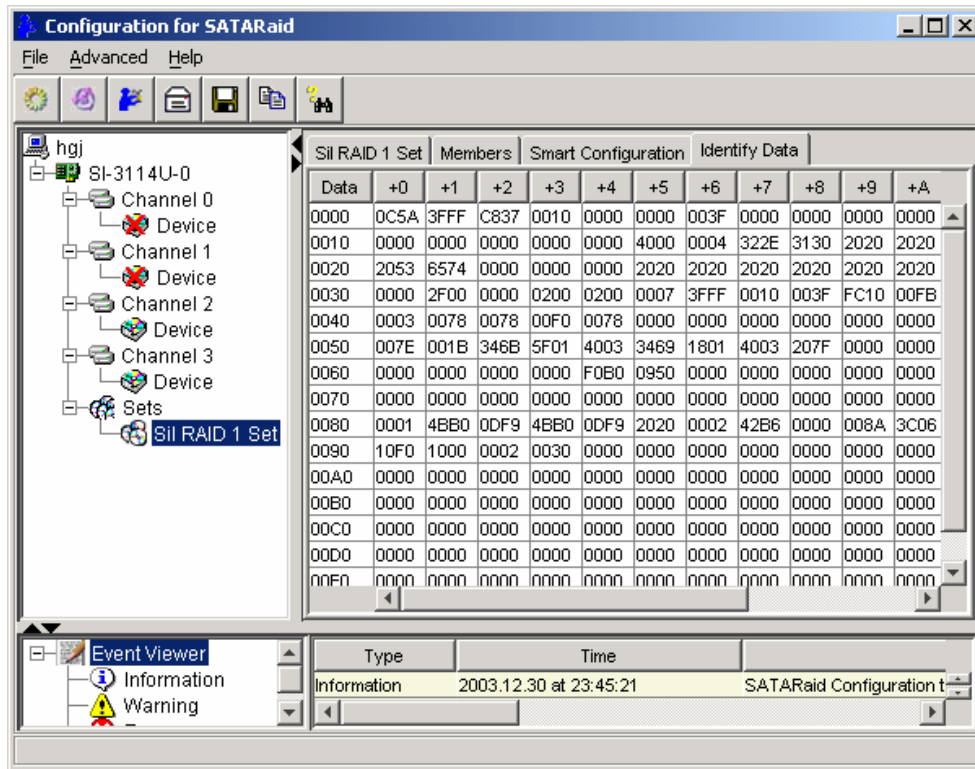 Configuration for SATARaid
File Advanced Help
hgj
SI-3114U-0
Channel 0
Device
Channel 1
Device
Channel 2
Device
Channel 3
Device
Sets
Sil RAID 1 Set
Sil RAID 1 Set Members Smart Configuration Identify Data
Data +0 +1 +2 +3 +4 +5 +6 +7 +8 +9 +A
0000 0C5A 3FFF C837 0010 0000 0000 003F 0000 0000 0000 0000
0010 0000 0000 0000 0000 0000 4000 0004 322E 3130 2020 2020
0020 2053 6574 0000 0000 0000 2020 2020 2020 2020 2020 2020
0030 0000 2F00 0000 0200 0200 0007 3FFF 0010 003F FC10 00FB
0040 0003 0078 0078 00F0 0078 0000 0000 0000 0000 0000 0000
0050 007E 001B 346B 5F01 4003 3469 1801 4003 207F 0000 0000
0060 0000 0000 0000 0000 F0B0 0950 0000 0000 0000 0000 0000
0070 0000 0000 0000 0000 0000 0000 0000 0000 0000 0000 0000
0080 0001 4BB0 0DF9 4BB0 0DF9 2020 0002 42B6 0000 008A 3C06
0090 10F0 1000 0002 0030 0000 0000 0000 0000 0000 0000 0000
00A0 0000 0000 0000 0000 0000 0000 0000 0000 0000 0000 0000
00B0 0000 0000 0000 0000 0000 0000 0000 0000 0000 0000 0000
00C0 0000 0000 0000 0000 0000 0000 0000 0000 0000 0000 0000
00D0 0000 0000 0000 0000 0000 0000 0000 0000 0000 0000 0000
00E0 0000 0000 0000 0000 0000 0000 0000 0000 0000 0000 0000
Event Viewer
Information
Warning
Type Time
Information 2003.12.30 at 23:45:21 SATARaid Configuration t